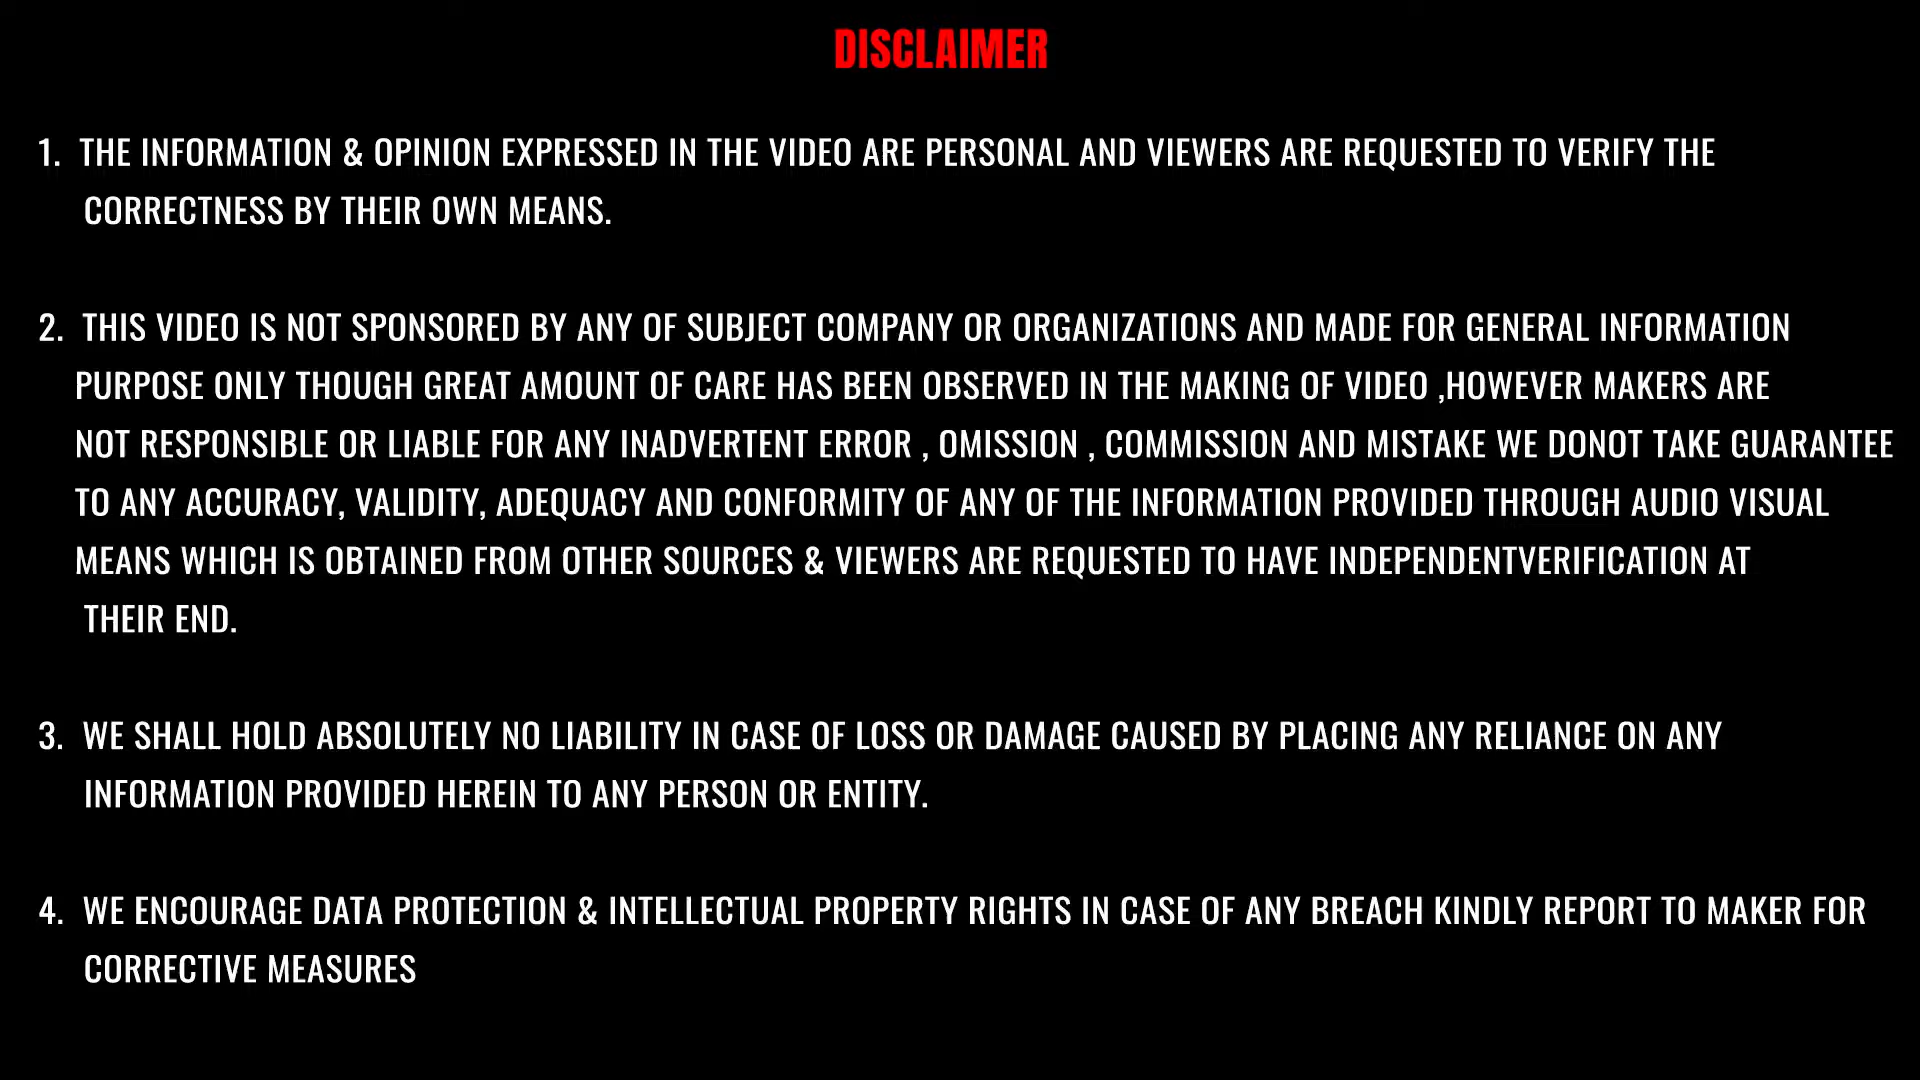 DISCLAIMER
1. THE INFORMATION & OPINION EXPRESSED IN THE VIDEO ARE PERSONAL AND VIEWERS ARE REQUESTED TO VERIFY THE
CORRECTNESS BY THEIR OWN MEANS.
2. THIS VIDEO IS NOT SPONSORED BY ANY OF SUBJECT COMPANY OR ORGANIZATIONS AND MADE FOR GENERAL INFORMATION
PURPOSE ONLY THOUGH GREAT AMOUNT OF CARE HAS BEEN OBSERVED IN THE MAKING OF VIDEO ,HOWEVER MAKERS ARE
NOT RESPONSIBLE OR LIABLE FOR ANY INADVERTENT ERROR , OMISSION , COMMISSION AND MISTAKE WE DONOT TAKE GUARANTEE
TO ANY ACCURACY, VALIDITY, ADEQUACY AND CONFORMITY OF ANY OF THE INFORMATION PROVIDED THROUGH AUDIO VISUAL
MEANS WHICH IS OBTAINED FROM OTHER SOURCES & VIEWERS ARE REQUESTED TO HAVE INDEPENDENTVERIFICATION AT
THEIR END.
3. WE SHALL HOLD ABSOLUTELY NO LIABILITY IN CASE OF LOSS OR DAMAGE CAUSED BY PLACING ANY RELIANCE ON ANY
INFORMATION PROVIDED HEREIN TO ANY PERSON OR ENTITY.
4. WE ENCOURAGE DATA PROTECTION & INTELLECTUAL PROPERTY RIGHTS IN CASE OF ANY BREACH KINDLY REPORT TO MAKER FOR
CORRECTIVE MEASURES